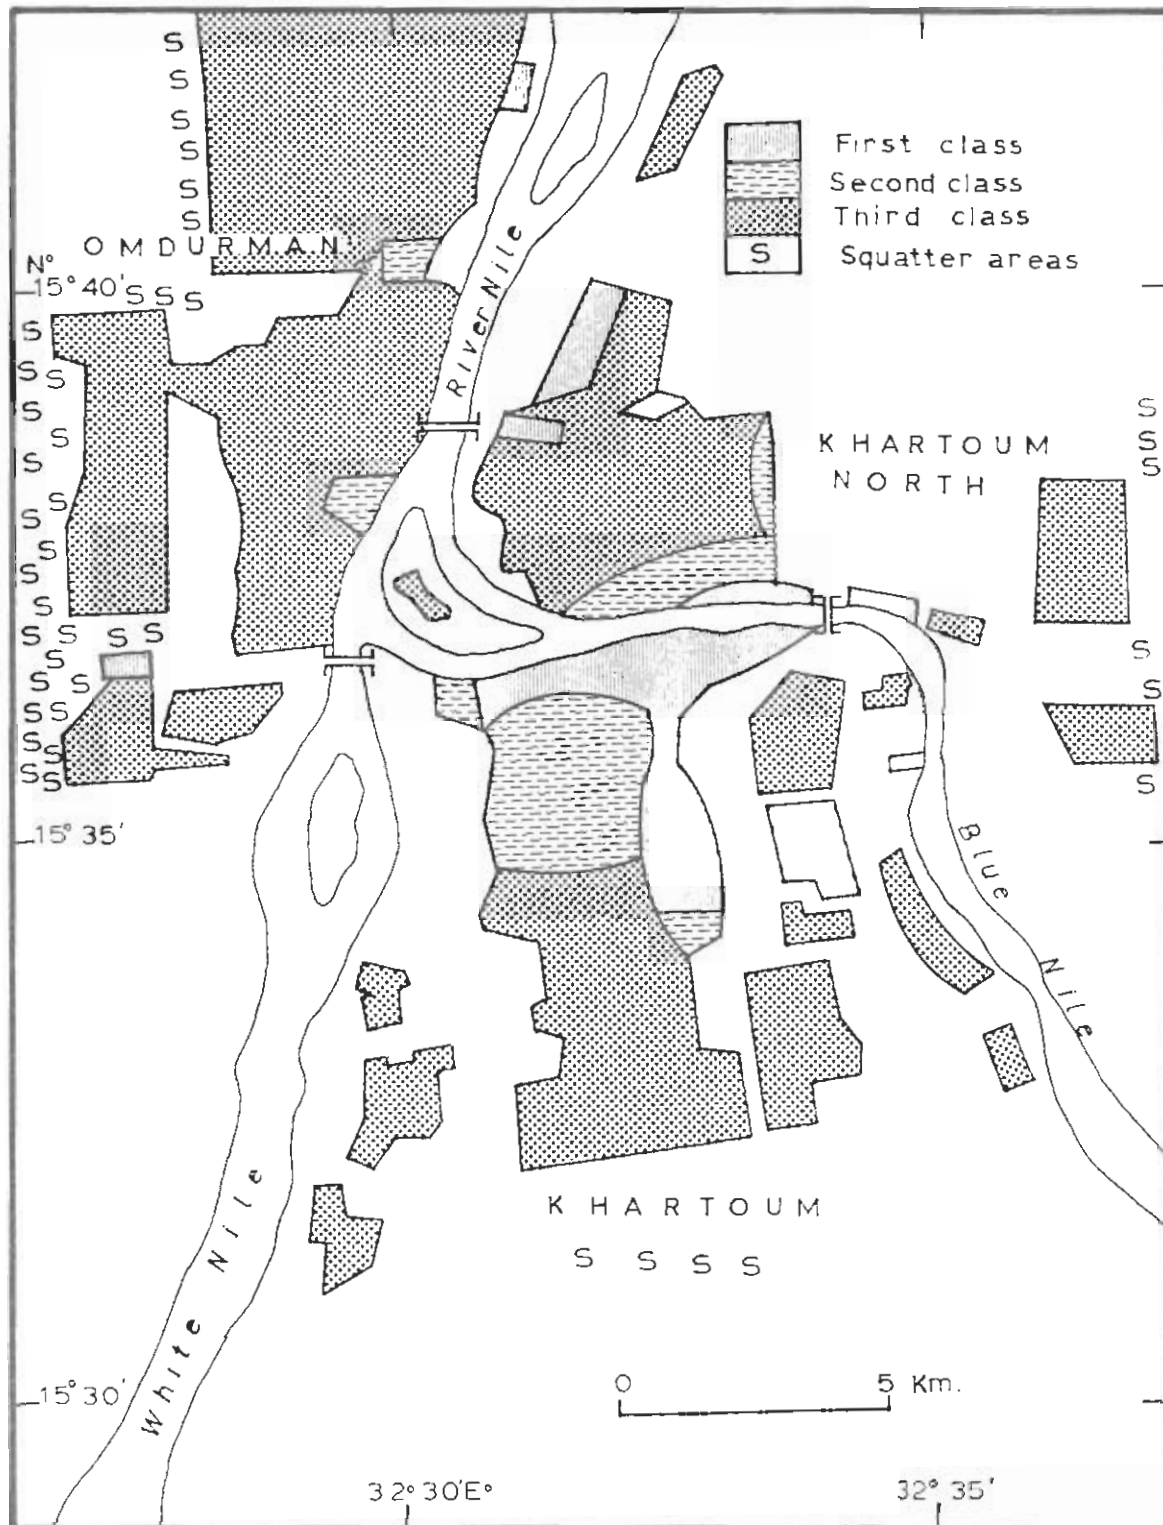 First class
Second class
Third class
S Squatter areas
S
S
S
S
S
S
OMDURMAN
N°
15° 40'
S S S
River Nile
S
S S
S
S
S
S
S
S
S
S
S
S S S S
S
S
S
S
S
S
S
S
S
S
KHARTOUM
NORTH
S
S
S
S
S
S
15° 35'
Blue
Nile
KHARTOUM
S S S S
White Nile
15° 30'
0 5 Km.
32° 30'E°
32° 35'